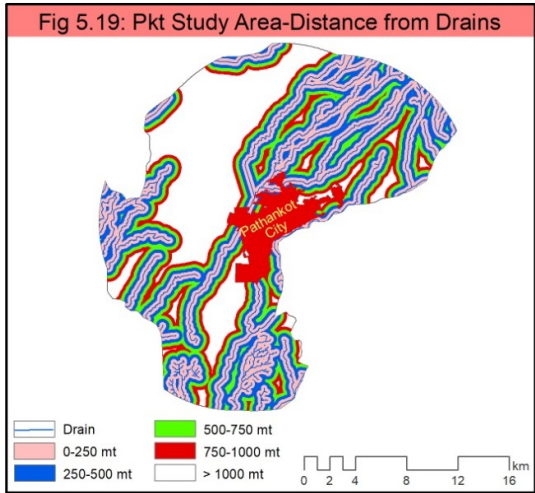 Fig 5.19: Pkt Study Area-Distance from Drains
Pathankot
City
Drain
0-250 mt
250-500 mt
500-750 mt
750-1000 mt
> 1000 mt
km
0 2 4 8 12 16